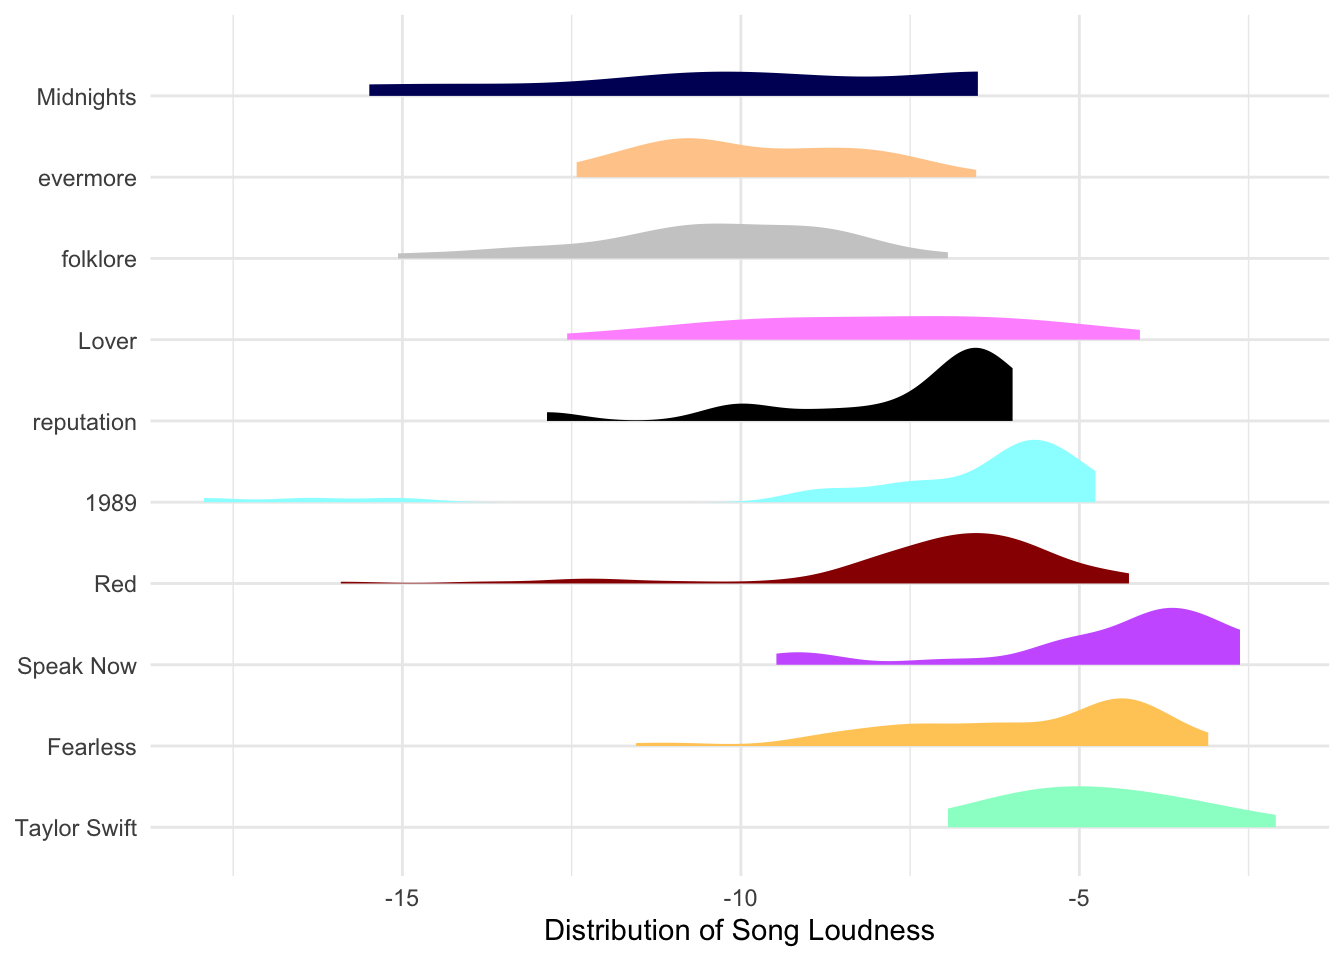 Midnights
evermore
folklore
Lover
reputation
1989
Red
Speak Now
Fearless
Taylor Swift
-15 -10 -5
Distribution of Song Loudness